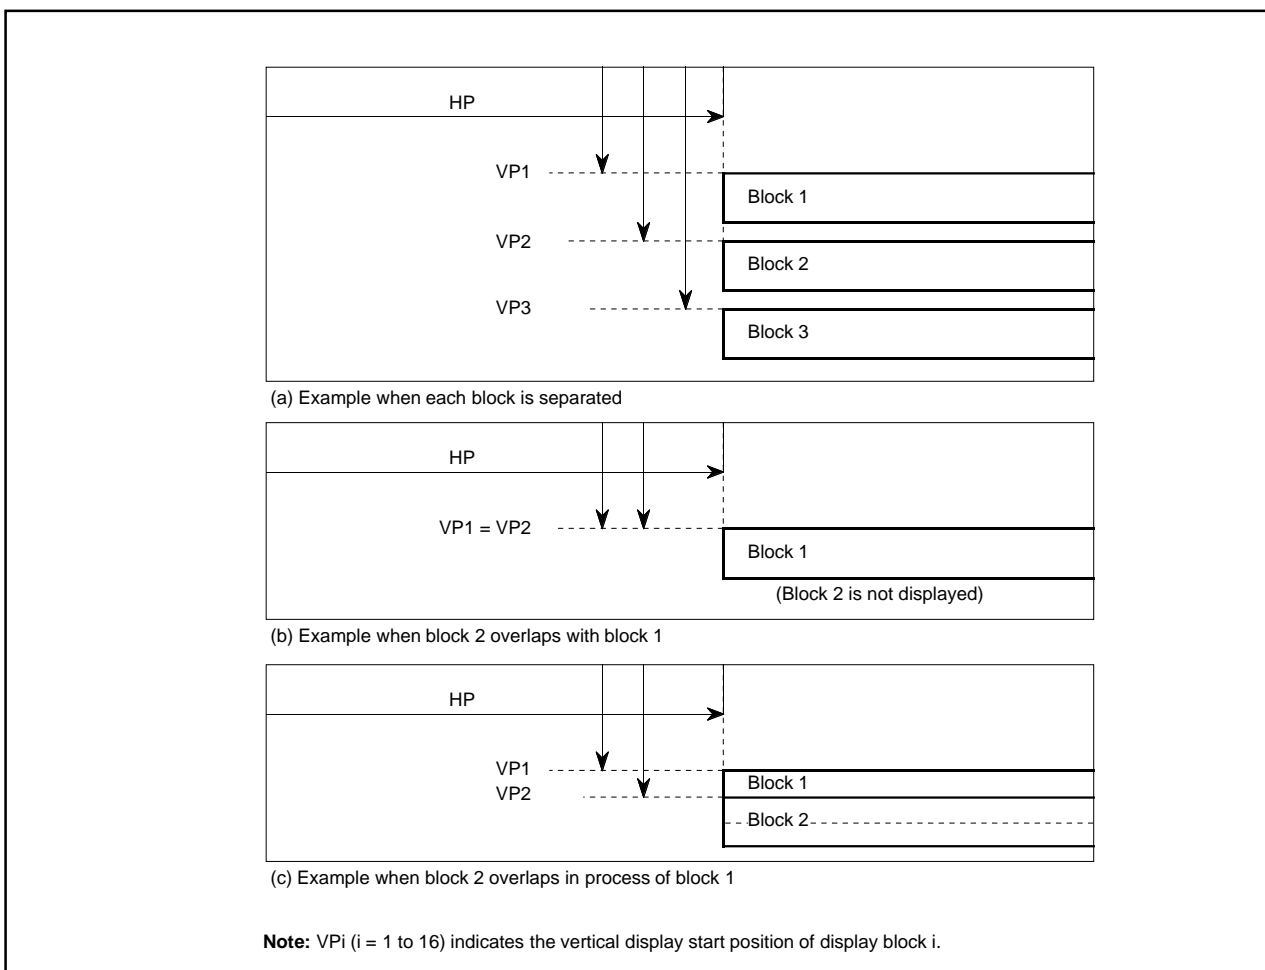 HP
VP1
Block 1
VP2
Block 2
VP3
Block 3
(a) Example when each block is separated
HP
VP1 = VP2
Block 1
(Block 2 is not displayed)
(b) Example when block 2 overlaps with block 1
HP
VP1
Block 1
VP2
Block 2
(c) Example when block 2 overlaps in process of block 1
Note: VPi (i = 1 to 16) indicates the vertical display start position of display block i.